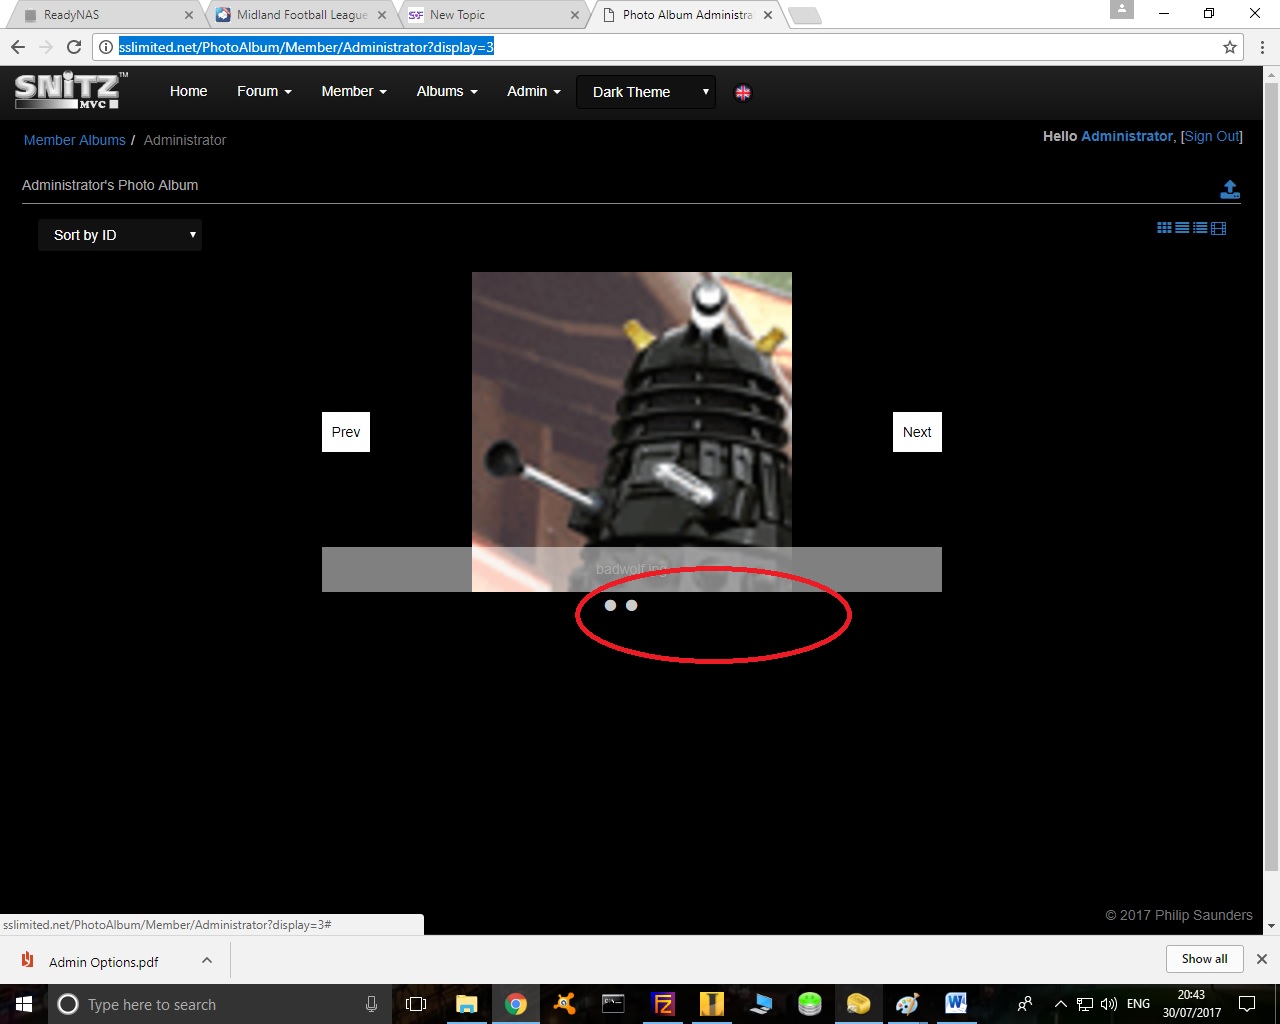 ReadyNAS
Midland Football League
New Topic
Photo Album Administra
sslimited.net/PhotoAlbum/Member/Administrator?display=3
SNiTZ™ MVC
Home
Forum
Member
Albums
Admin
Dark Theme
Member Albums / Administrator
Hello Administrator, [Sign Out]
Administrator's Photo Album
Sort by ID
Prev
Next
badwolf.jpg
© 2017 Philip Saunders
sslimited.net/PhotoAlbum/Member/Administrator?display=3#
Admin Options.pdf
Show all
Type here to search
ENG
20:43
30/07/2017